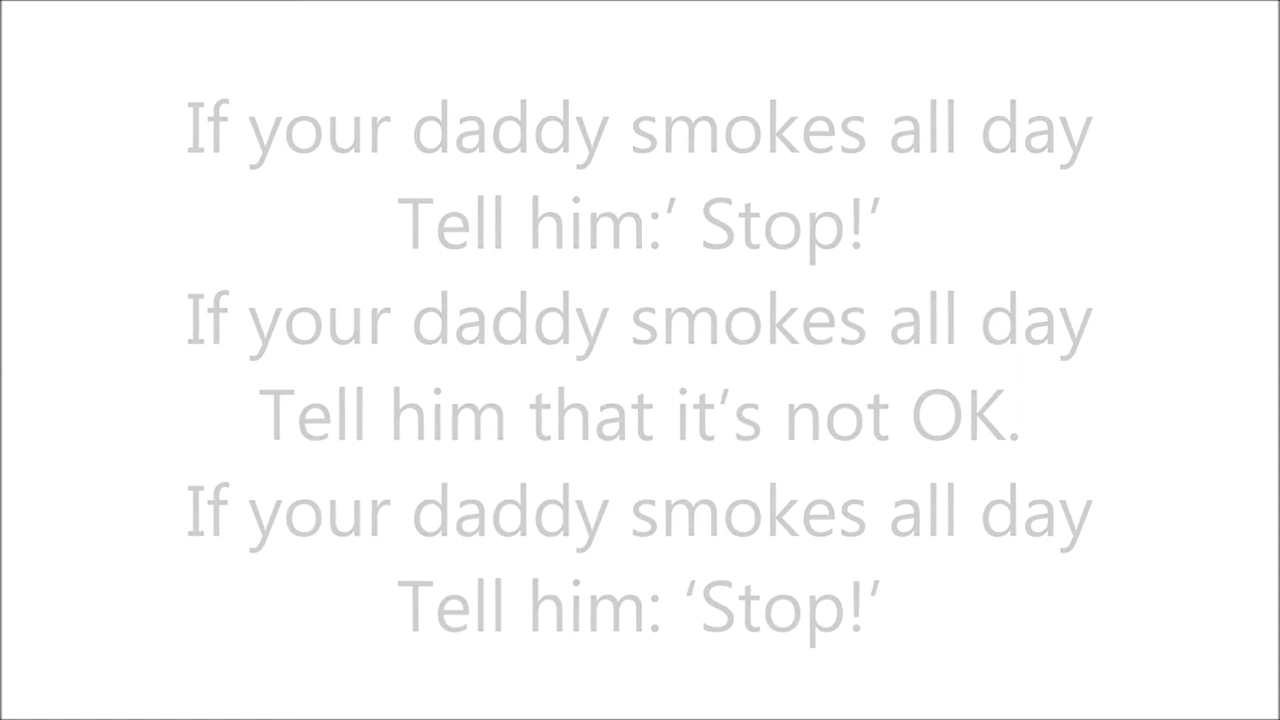 If your daddy smokes all day
Tell him:’ Stop!’
If your daddy smokes all day
Tell him that it’s not OK.
If your daddy smokes all day
Tell him: ‘Stop!’